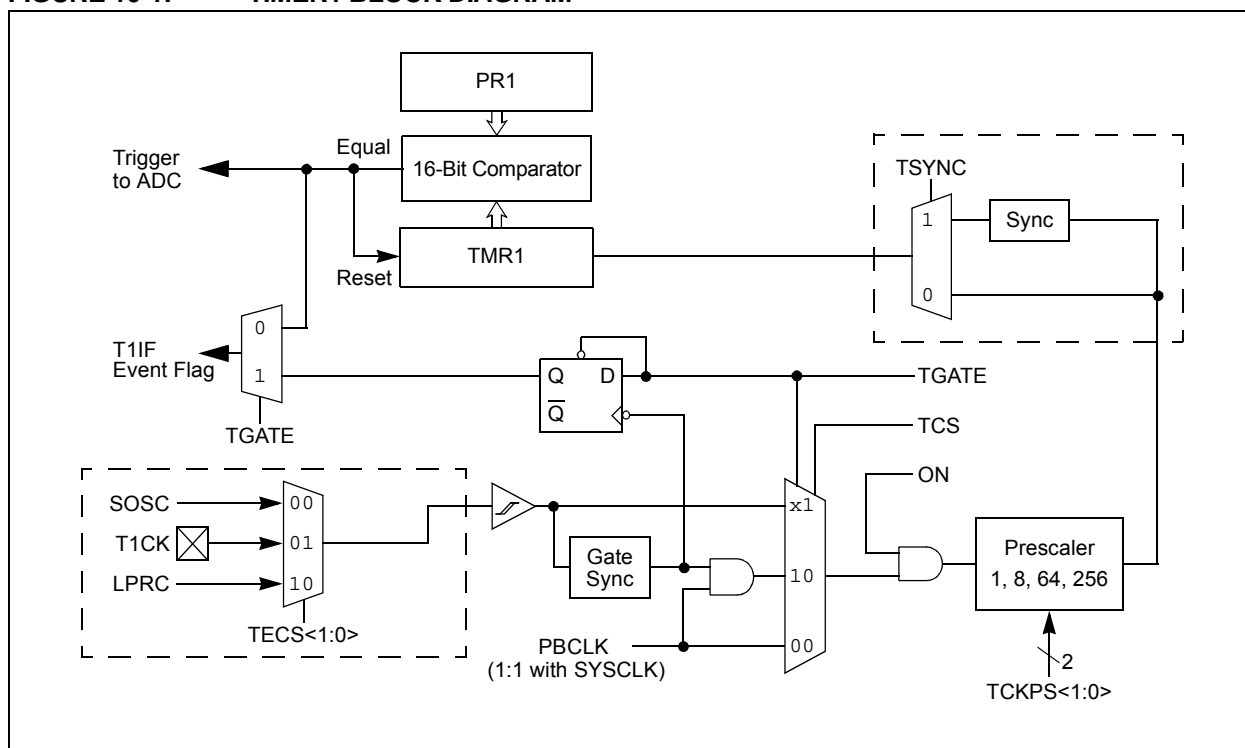 PR1
Equal
16-Bit Comparator
Trigger
to ADC
TSYNC
1
Sync
TMR1
Reset
0
0
T1IF
Event Flag
1
Q D
Q̅
TGATE
TGATE
TCS
ON
SOSC
00
x1
T1CK
01
Gate
Sync
10
Prescaler
1, 8, 64, 256
LPRC
10
TECS<1:0>
PBCLK
(1:1 with SYSCLK)
00
2
TCKPS<1:0>